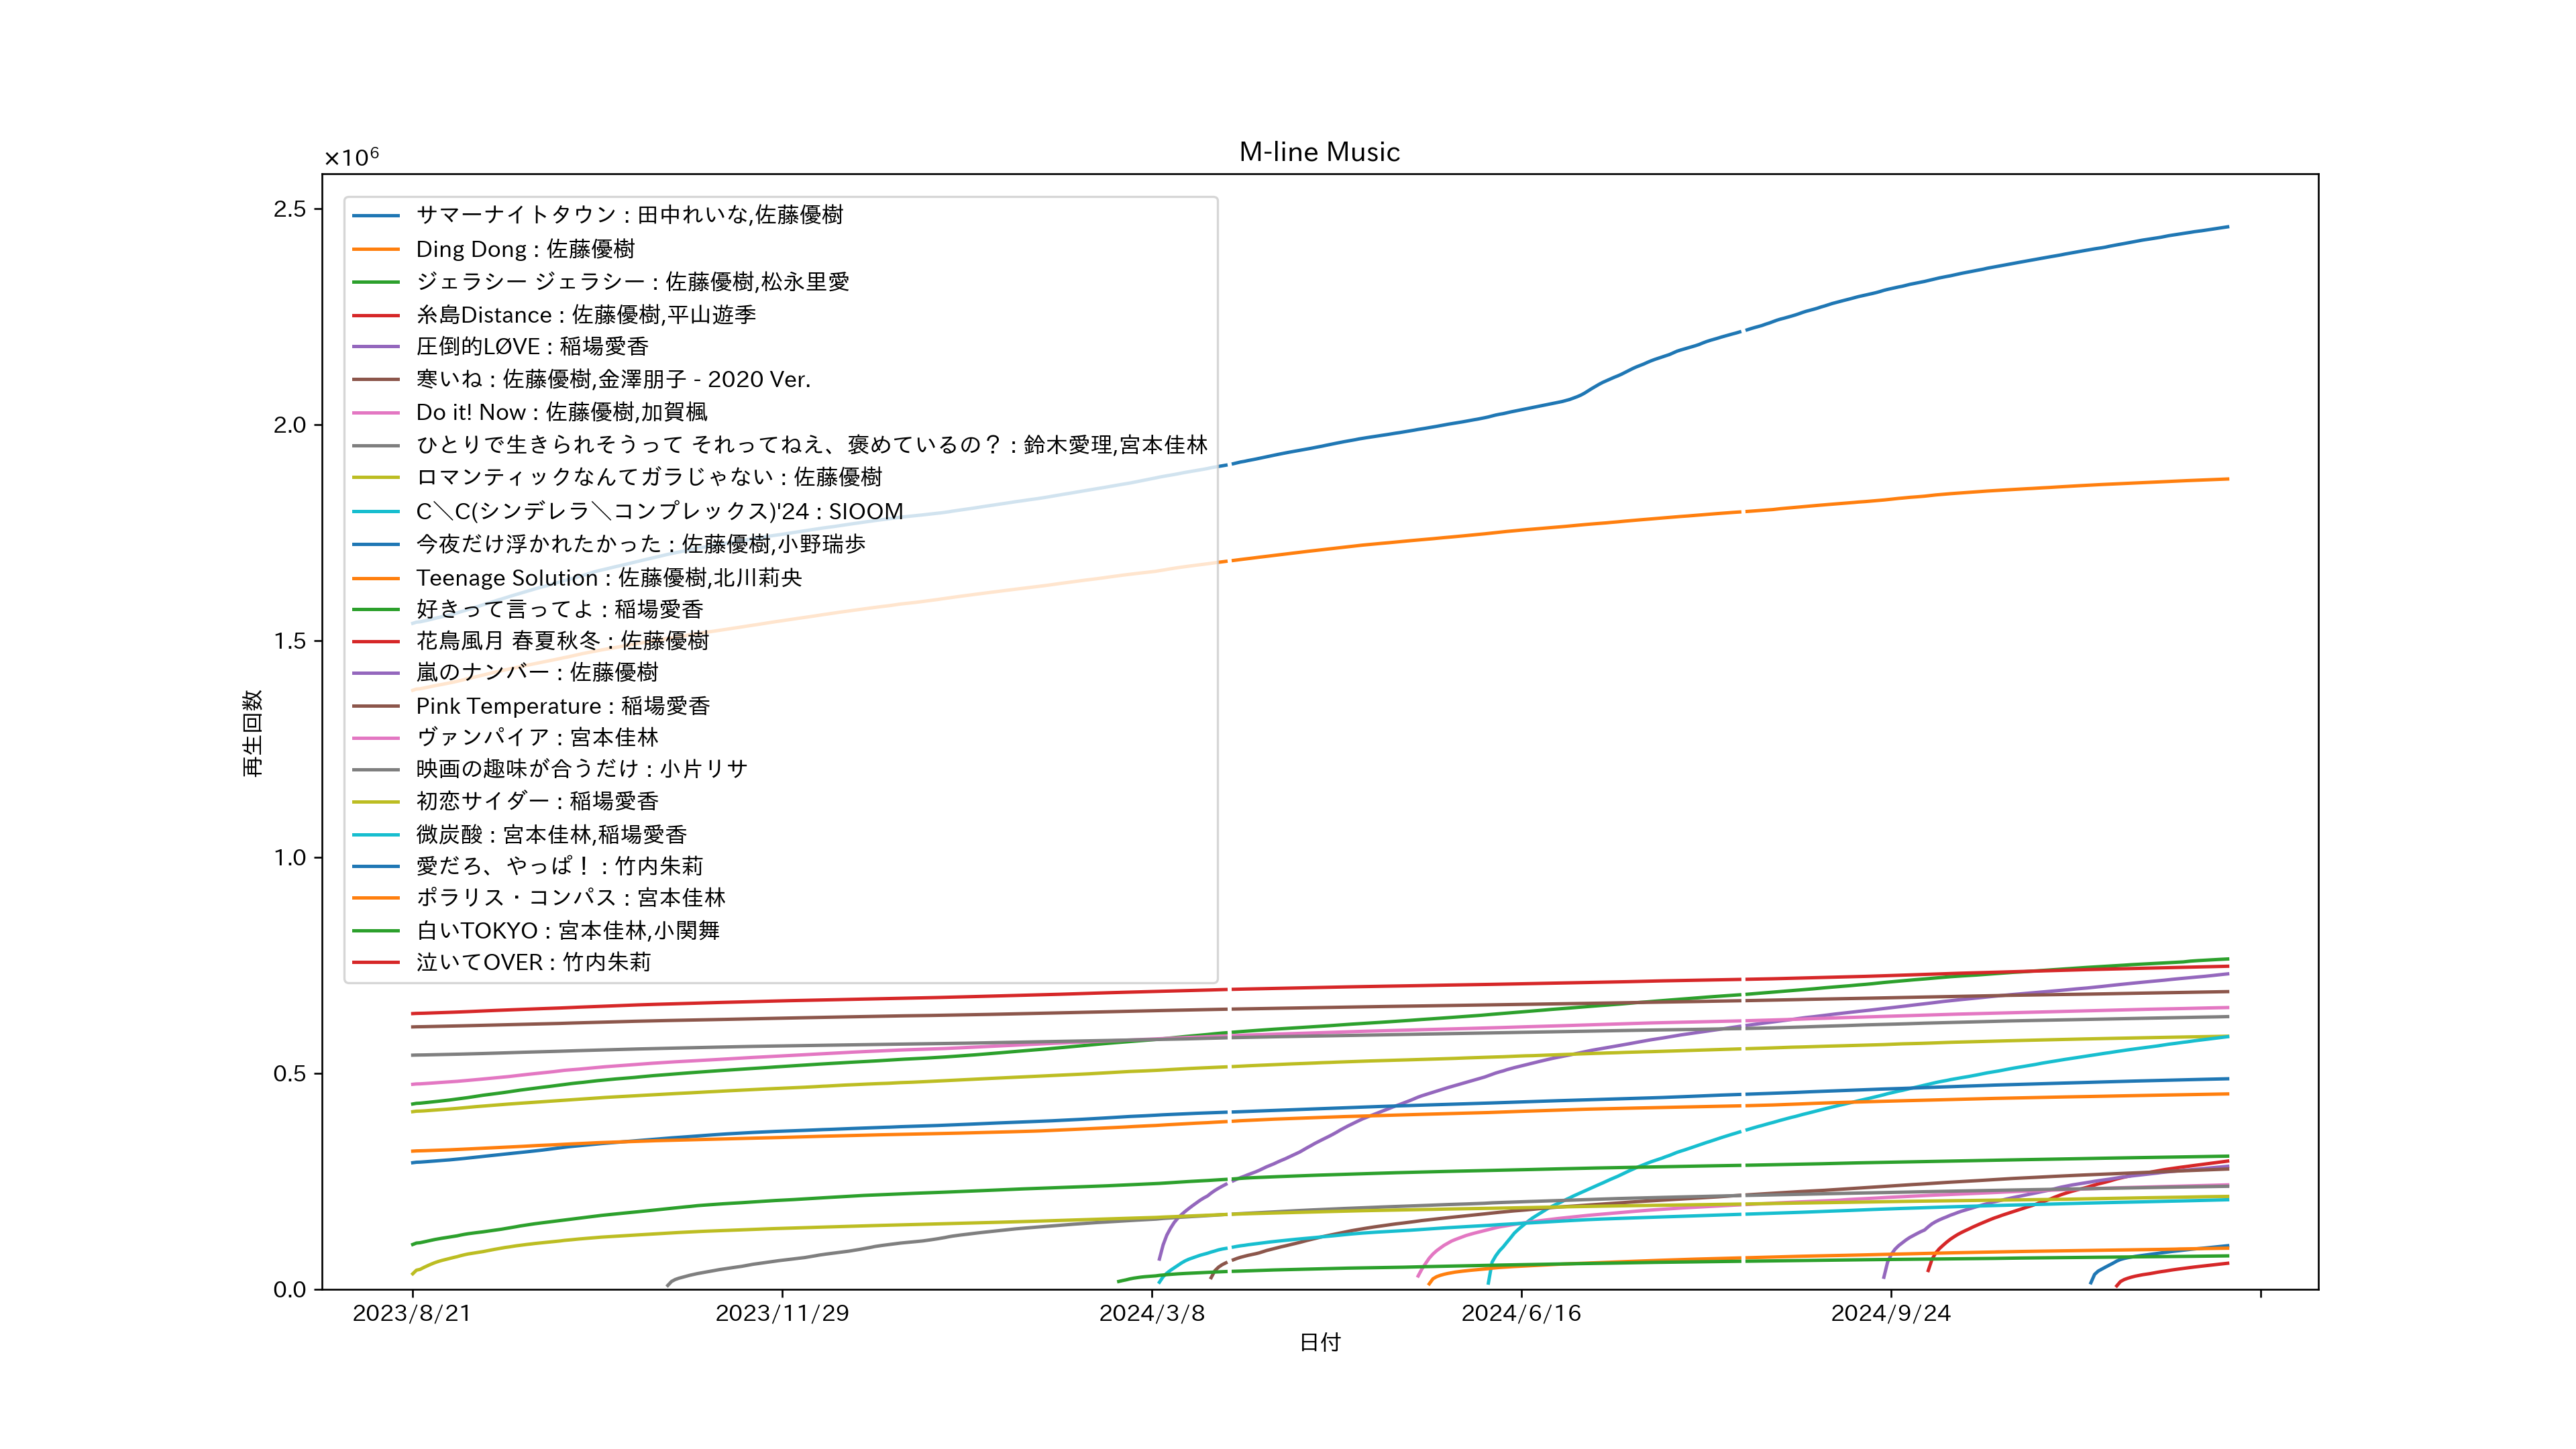 M-line Music
×10⁶
2.5
2.0
1.5
1.0
0.5
0.0
再生回数
サマーナイトタウン : 田中れいな,佐藤優樹
Ding Dong : 佐藤優樹
ジェラシー ジェラシー : 佐藤優樹,松永里愛
糸島Distance : 佐藤優樹,平山遊季
圧倒的LØVE : 稲場愛香
寒いね : 佐藤優樹,金澤朋子 - 2020 Ver.
Do it! Now : 佐藤優樹,加賀楓
ひとりで生きられそうって それってねえ、褒めているの？ : 鈴木愛理,宮本佳林
ロマンティックなんてガラじゃない : 佐藤優樹
C＼C(シンデレラ＼コンプレックス)'24 : SIOOM
今夜だけ浮かれたかった : 佐藤優樹,小野瑞歩
Teenage Solution : 佐藤優樹,北川莉央
好きって言ってよ : 稲場愛香
花鳥風月 春夏秋冬 : 佐藤優樹
嵐のナンバー : 佐藤優樹
Pink Temperature : 稲場愛香
ヴァンパイア : 宮本佳林
映画の趣味が合うだけ : 小片リサ
初恋サイダー : 稲場愛香
微炭酸 : 宮本佳林,稲場愛香
愛だろ、やっぱ！ : 竹内朱莉
ポラリス・コンパス : 宮本佳林
白いTOKYO : 宮本佳林,小関舞
泣いてOVER : 竹内朱莉
2023/8/21
2023/11/29
2024/3/8
2024/6/16
2024/9/24
日付